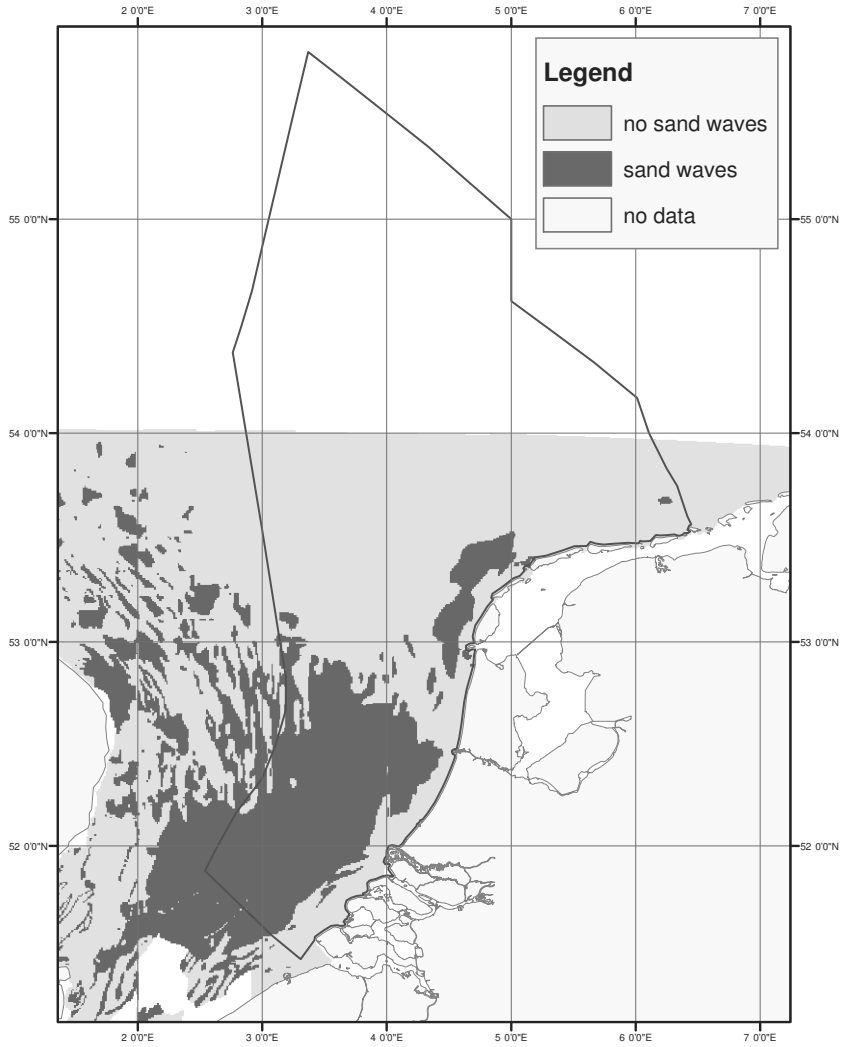 2 0'0"E 3 0'0"E 4 0'0"E 5 0'0"E 6 0'0"E 7 0'0"E
Legend
no sand waves
sand waves
no data
55 0'0"N 55 0'0"N
54 0'0"N 54 0'0"N
53 0'0"N 53 0'0"N
52 0'0"N 52 0'0"N
2 0'0"E 3 0'0"E 4 0'0"E 5 0'0"E 6 0'0"E 7 0'0"E